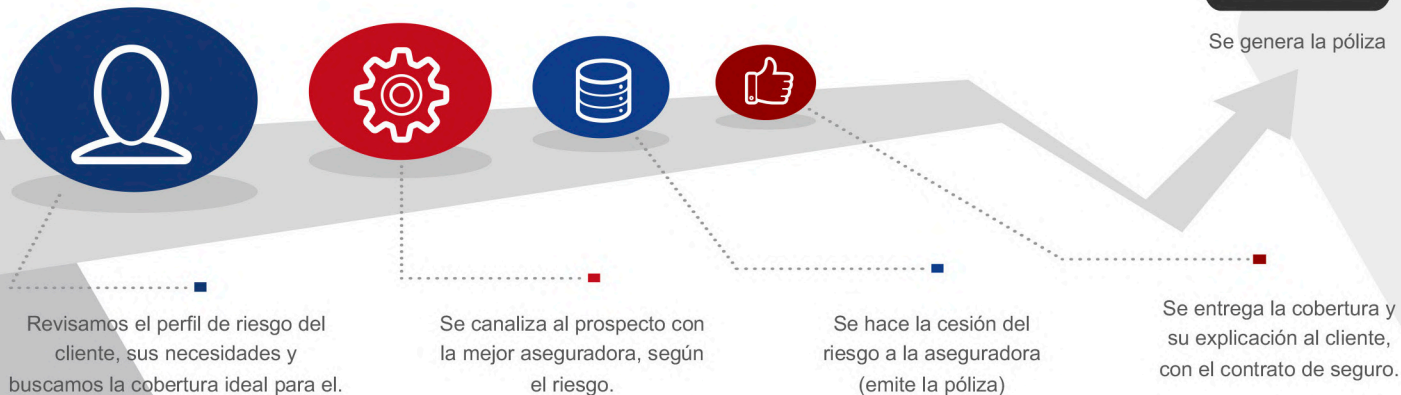 Se genera la póliza
Revisamos el perfil de riesgo del
cliente, sus necesidades y
buscamos la cobertura ideal para el.
Se canaliza al prospecto con
la mejor aseguradora, según
el riesgo.
Se hace la cesión del
riesgo a la aseguradora
(emite la póliza)
Se entrega la cobertura y
su explicación al cliente,
con el contrato de seguro.